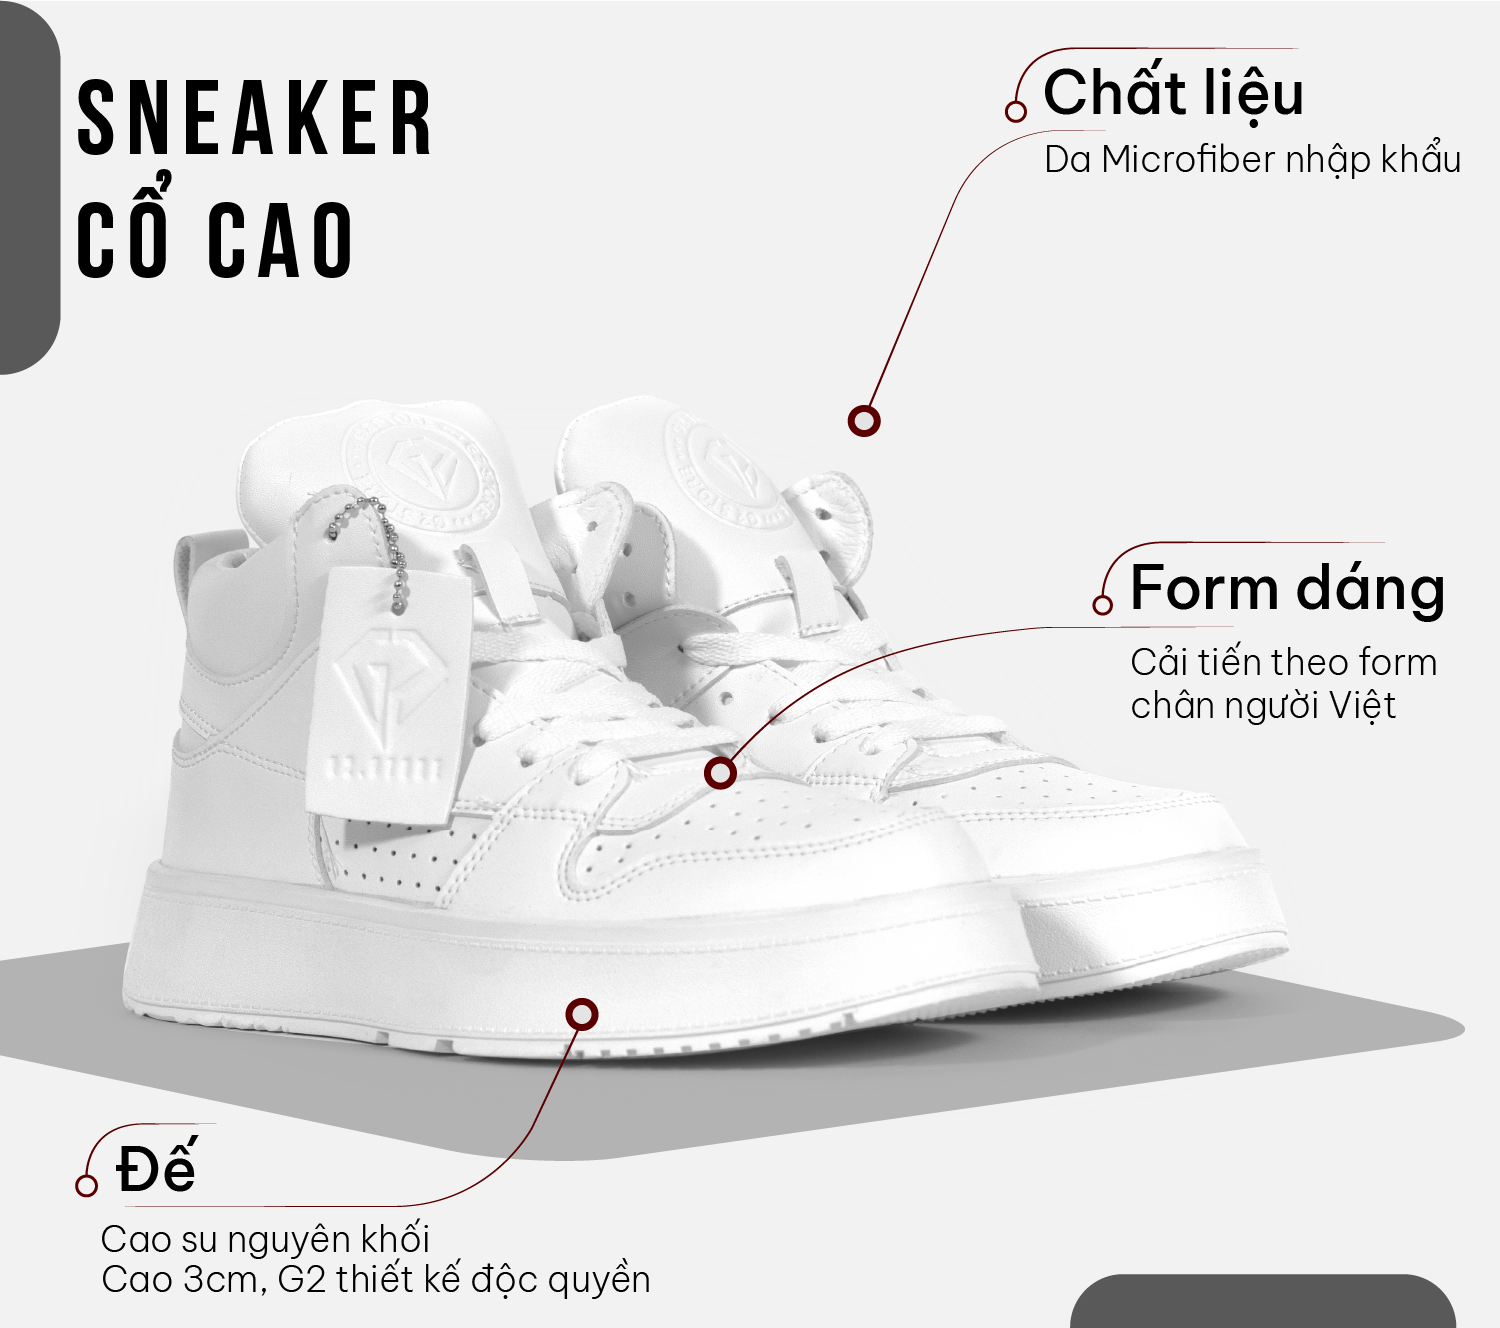 SNEAKER
CỔ CAO
Chất liệu
Da Microfiber nhập khẩu
Form dáng
Cải tiến theo form
chân người Việt
Đế
Cao su nguyên khối
Cao 3cm, G2 thiết kế độc quyền